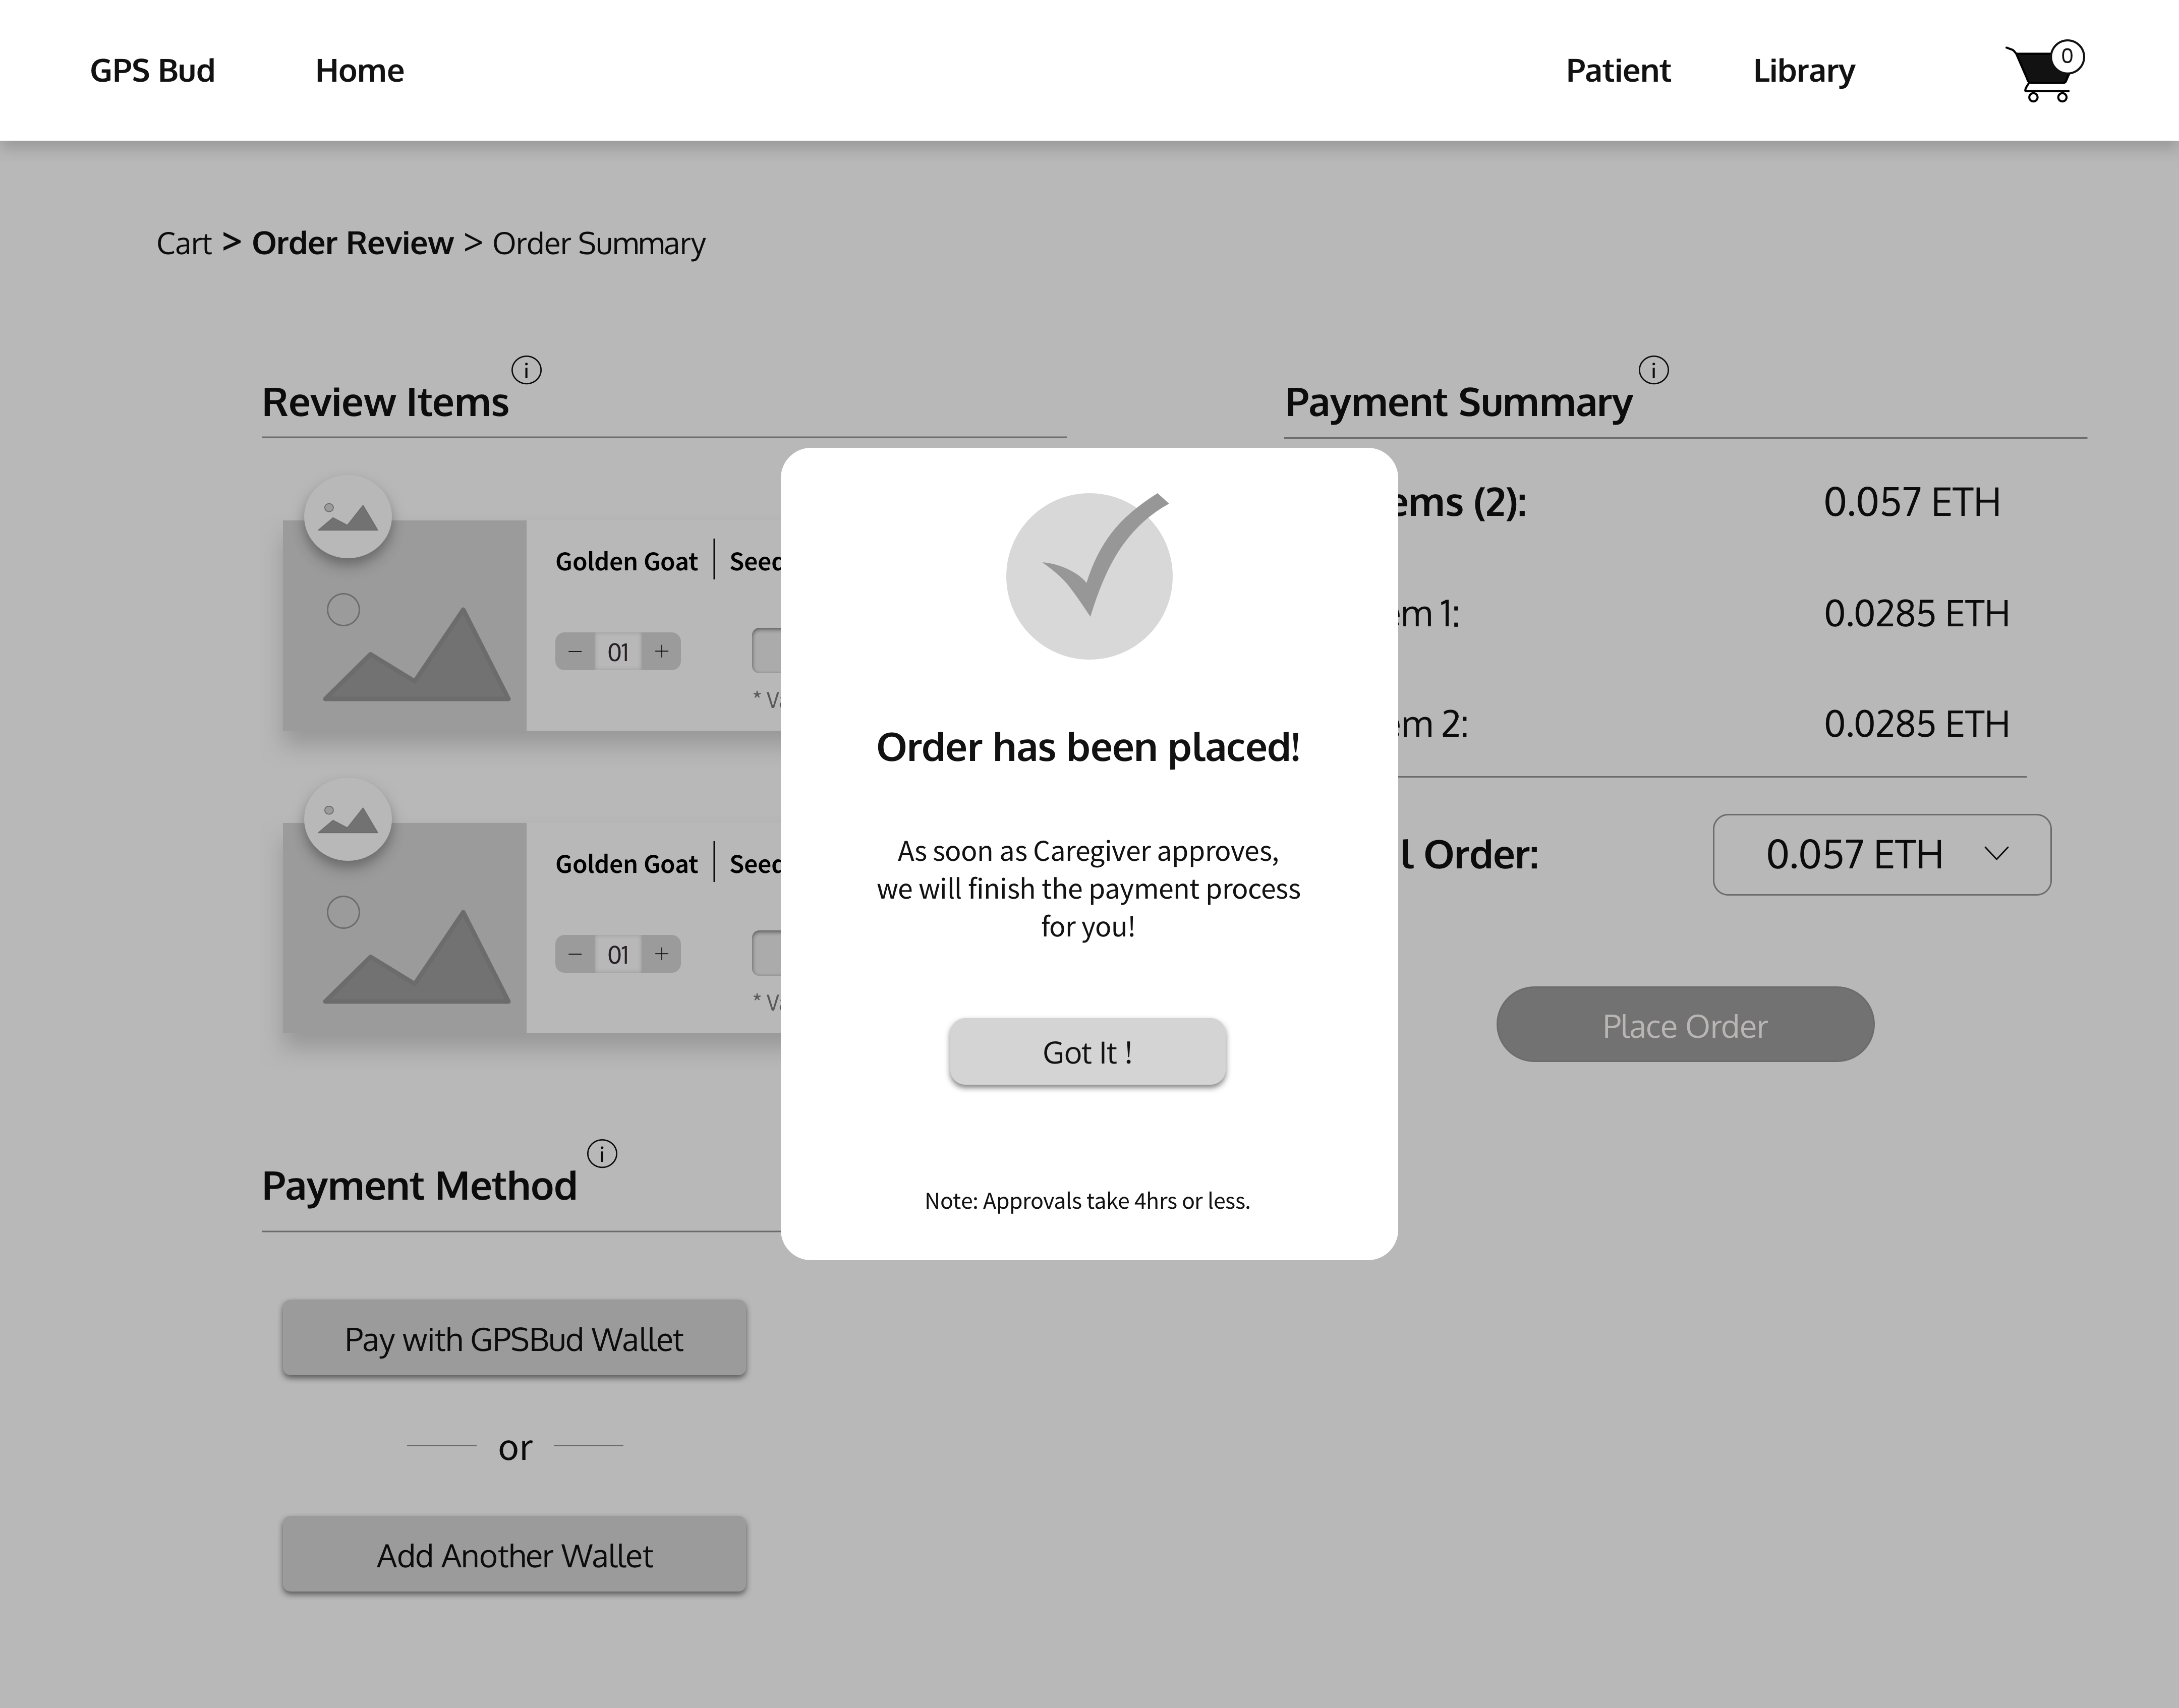 GPS Bud Home Patient Library 0
Cart > Order Review > Order Summary
Review Items i
Payment Summary i
(2): 0.057 ETH
Golden Goat
01
1: 0.0285 ETH
2: 0.0285 ETH
Order: 0.057 ETH
Golden Goat
01
Place Order
Order has been placed!
As soon as Caregiver approves,
we will finish the payment process
for you!
Got It !
Note: Approvals take 4hrs or less.
Payment Method i
Pay with GPSBud Wallet
or
Add Another Wallet